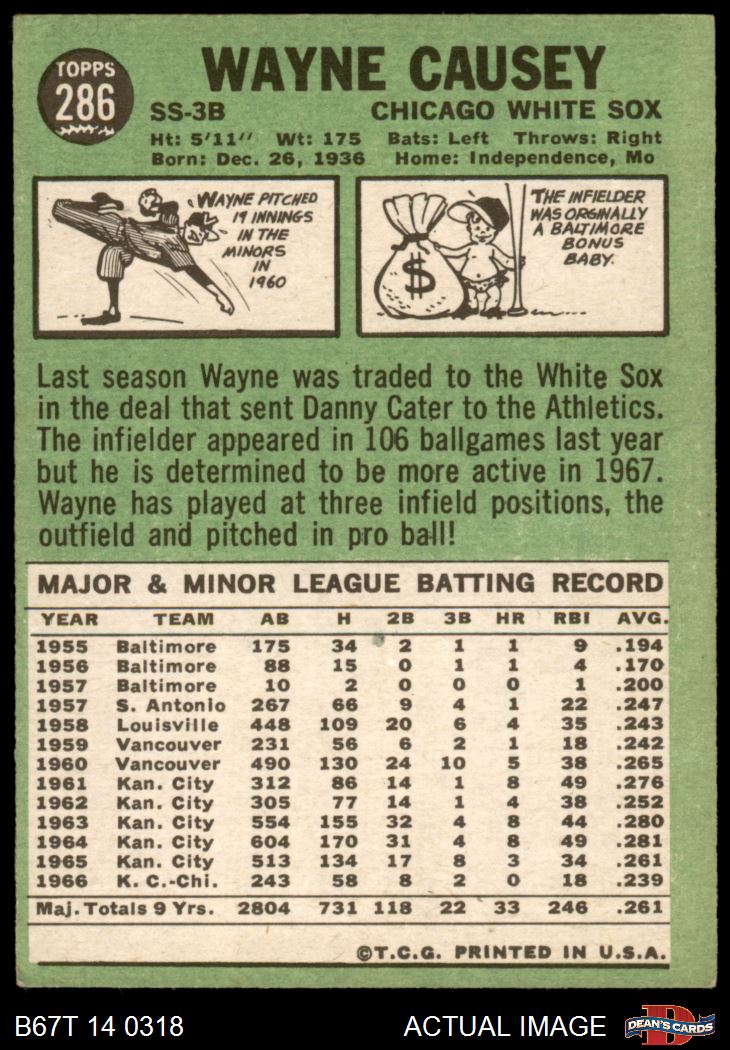 TOPPS
286
WAYNE CAUSEY
SS-3B CHICAGO WHITE SOX
Ht: 5'11" Wt: 175 Bats: Left Throws: Right
Born: Dec. 26, 1936 Home: Independence, Mo
WAYNE PITCHED
19 INNINGS
IN THE
MINORS
IN
1960
THE INFIELDER
WAS ORGINALLY
A BALTIMORE
BONUS
BABY.
$
Last season Wayne was traded to the White Sox
in the deal that sent Danny Cater to the Athletics.
The infielder appeared in 106 ballgames last year
but he is determined to be more active in 1967.
Wayne has played at three infield positions, the
outfield and pitched in pro ball!
MAJOR & MINOR LEAGUE BATTING RECORD
YEAR TEAM AB H 2B 3B HR RBI AVG.
1955 Baltimore 175 34 2 1 1 9 .194
1956 Baltimore 88 15 0 1 1 4 .170
1957 Baltimore 10 2 0 0 0 1 .200
1957 S. Antonio 267 66 9 4 1 22 .247
1958 Louisville 448 109 20 6 4 35 .243
1959 Vancouver 231 56 6 2 1 18 .242
1960 Vancouver 490 130 24 10 5 38 .265
1961 Kan. City 312 86 14 1 8 49 .276
1962 Kan. City 305 77 14 1 4 38 .252
1963 Kan. City 554 155 32 4 8 44 .280
1964 Kan. City 604 170 31 4 8 49 .281
1965 Kan. City 513 134 17 8 3 34 .261
1966 K. C.-Chi. 243 58 8 2 0 18 .239
Maj. Totals 9 Yrs. 2804 731 118 22 33 246 .261
©T.C.G. PRINTED IN U.S.A.
B67T 14 0318 ACTUAL IMAGE
D
DEAN'S CARDS